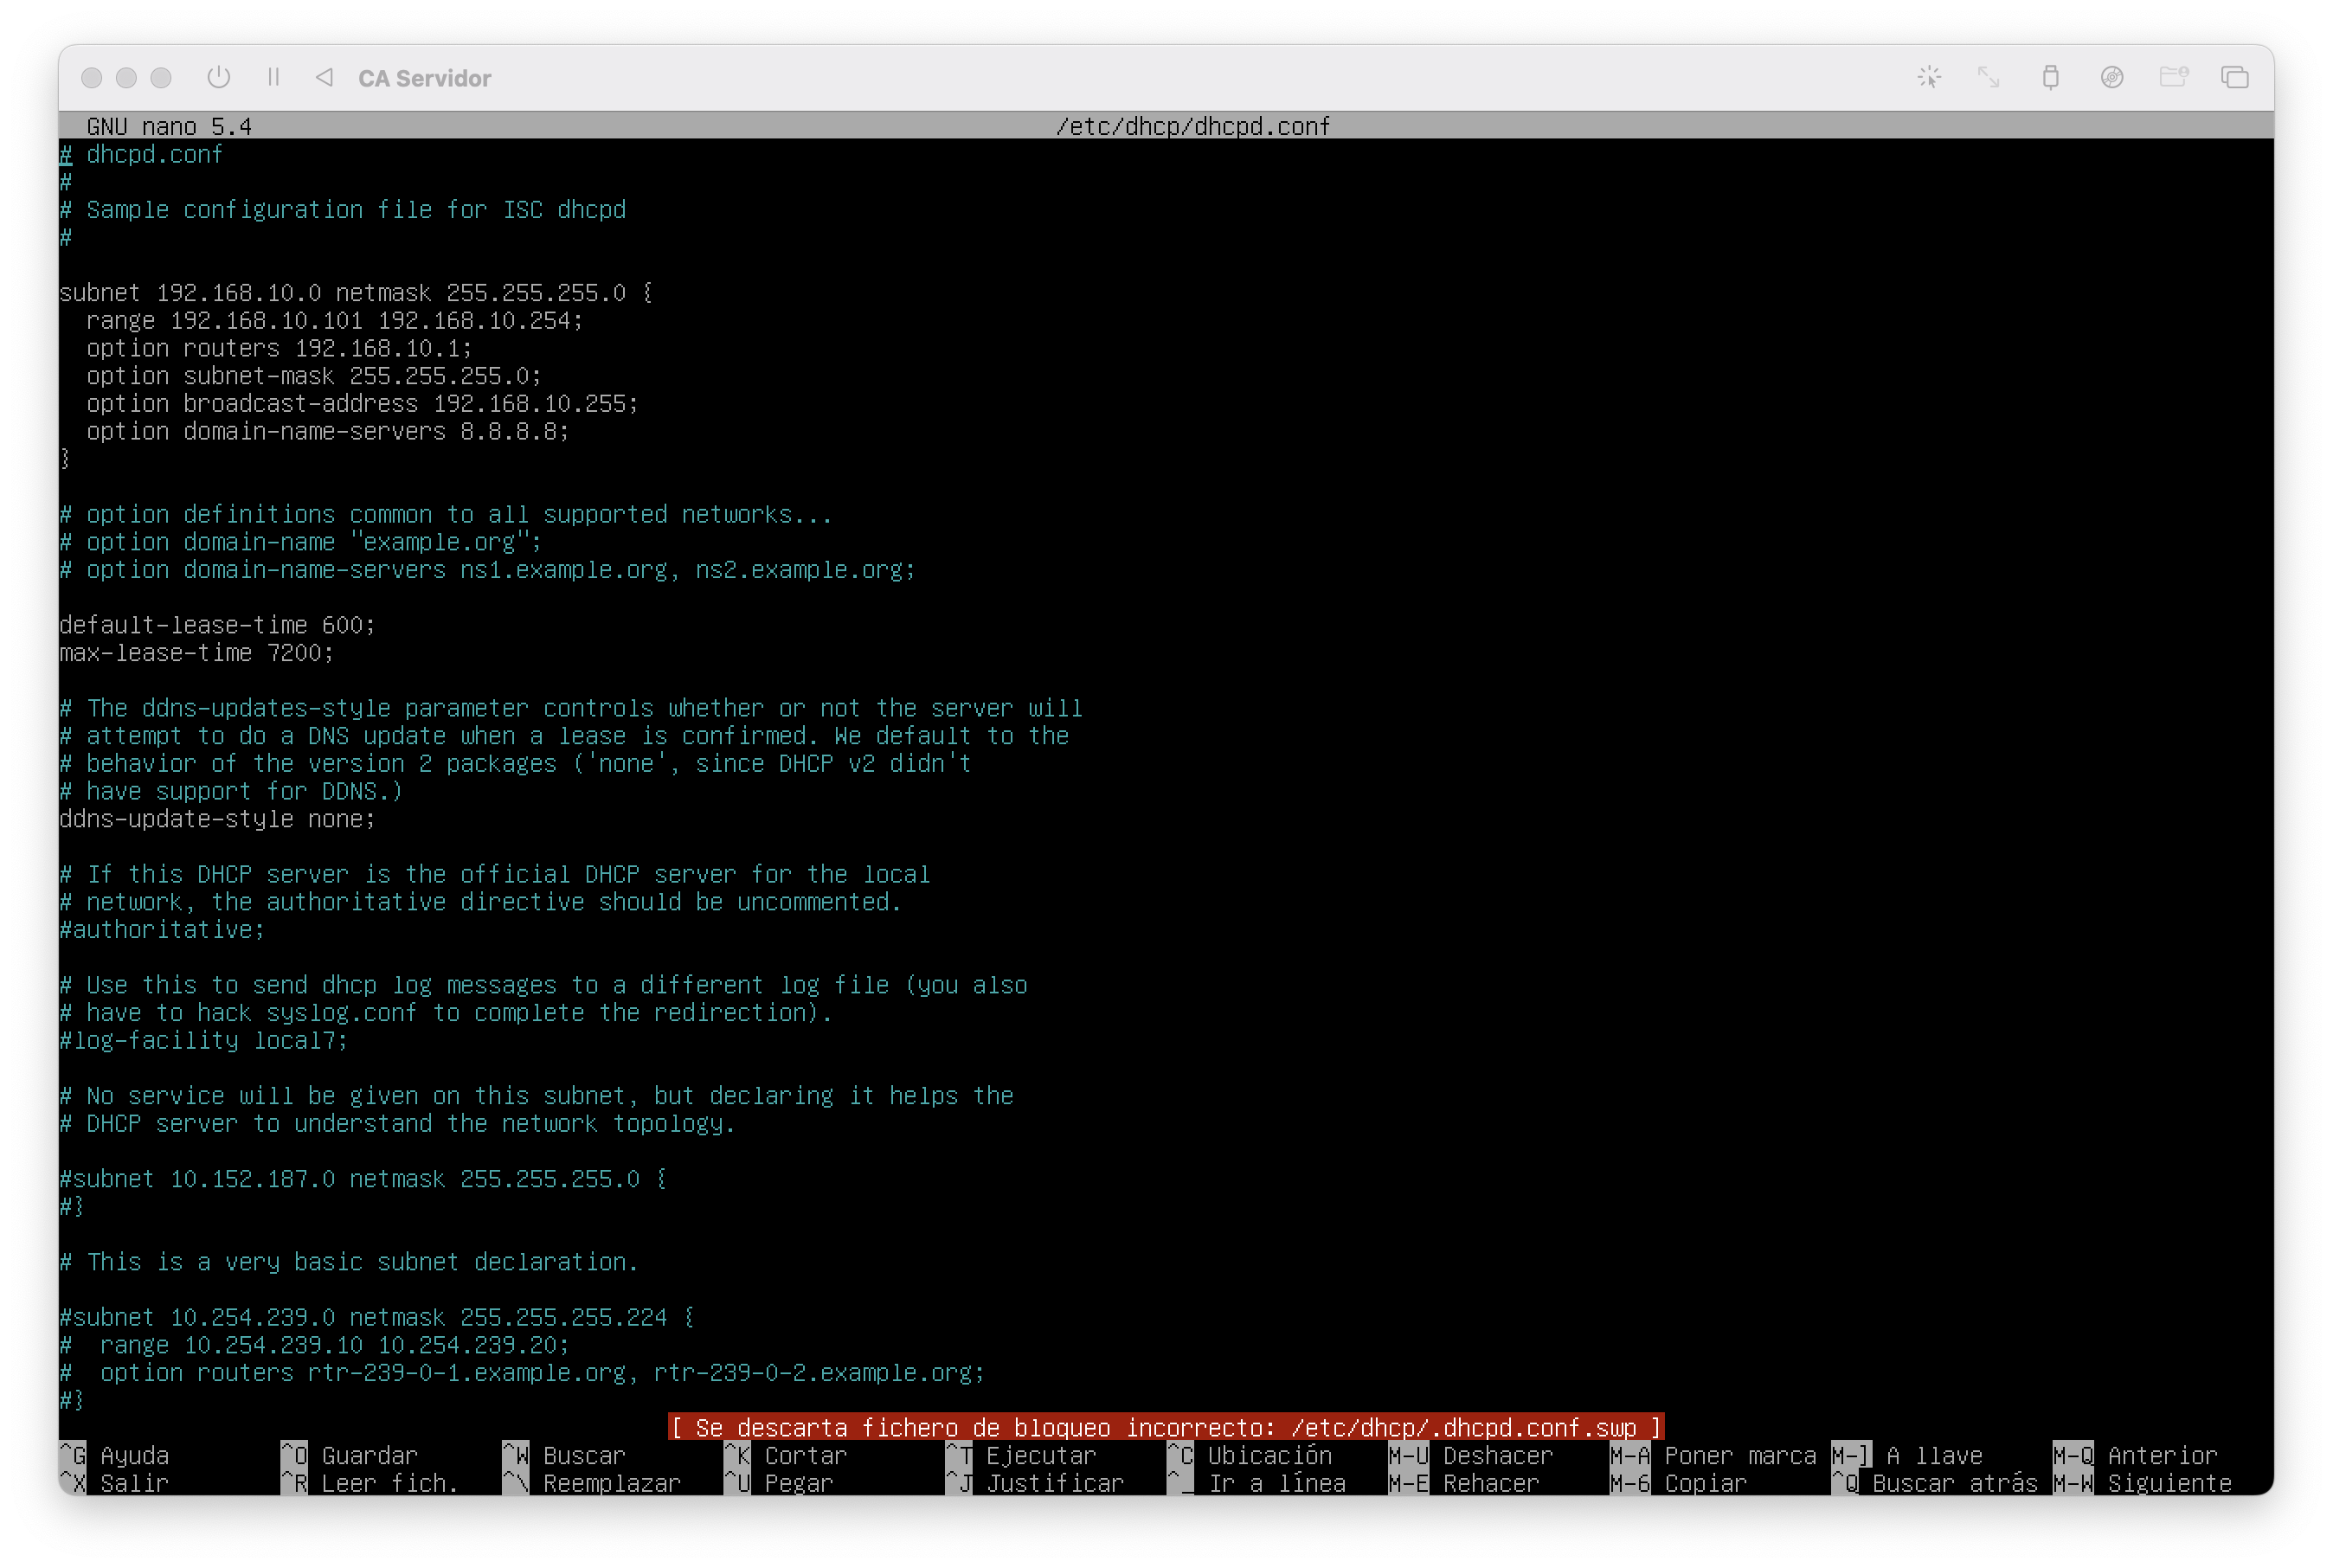 CA Servidor
GNU nano 5.4 /etc/dhcp/dhcpd.conf
# dhcpd.conf
#
# Sample configuration file for ISC dhcpd
#
subnet 192.168.10.0 netmask 255.255.255.0 {
  range 192.168.10.101 192.168.10.254;
  option routers 192.168.10.1;
  option subnet-mask 255.255.255.0;
  option broadcast-address 192.168.10.255;
  option domain-name-servers 8.8.8.8;
}
# option definitions common to all supported networks...
# option domain-name "example.org";
# option domain-name-servers ns1.example.org, ns2.example.org;
default-lease-time 600;
max-lease-time 7200;
# The ddns-updates-style parameter controls whether or not the server will
# attempt to do a DNS update when a lease is confirmed. We default to the
# behavior of the version 2 packages ('none', since DHCP v2 didn't
# have support for DDNS.)
ddns-update-style none;
# If this DHCP server is the official DHCP server for the local
# network, the authoritative directive should be uncommented.
#authoritative;
# Use this to send dhcp log messages to a different log file (you also
# have to hack syslog.conf to complete the redirection).
#log-facility local7;
# No service will be given on this subnet, but declaring it helps the
# DHCP server to understand the network topology.
#subnet 10.152.187.0 netmask 255.255.255.0 {
#}
# This is a very basic subnet declaration.
#subnet 10.254.239.0 netmask 255.255.255.224 {
#  range 10.254.239.10 10.254.239.20;
#  option routers rtr-239-0-1.example.org, rtr-239-0-2.example.org;
#}
[ Se descarta fichero de bloqueo incorrecto: /etc/dhcp/.dhcpd.conf.swp ]
^G Ayuda ^O Guardar ^W Buscar ^K Cortar ^T Ejecutar ^C Ubicación M-U Deshacer M-A Poner marca M-] A llave M-Q Anterior
^X Salir ^R Leer fich. ^\ Reemplazar ^U Pegar ^J Justificar ^_ Ir a línea M-E Rehacer M-6 Copiar ^Q Buscar atrás M-W Siguiente